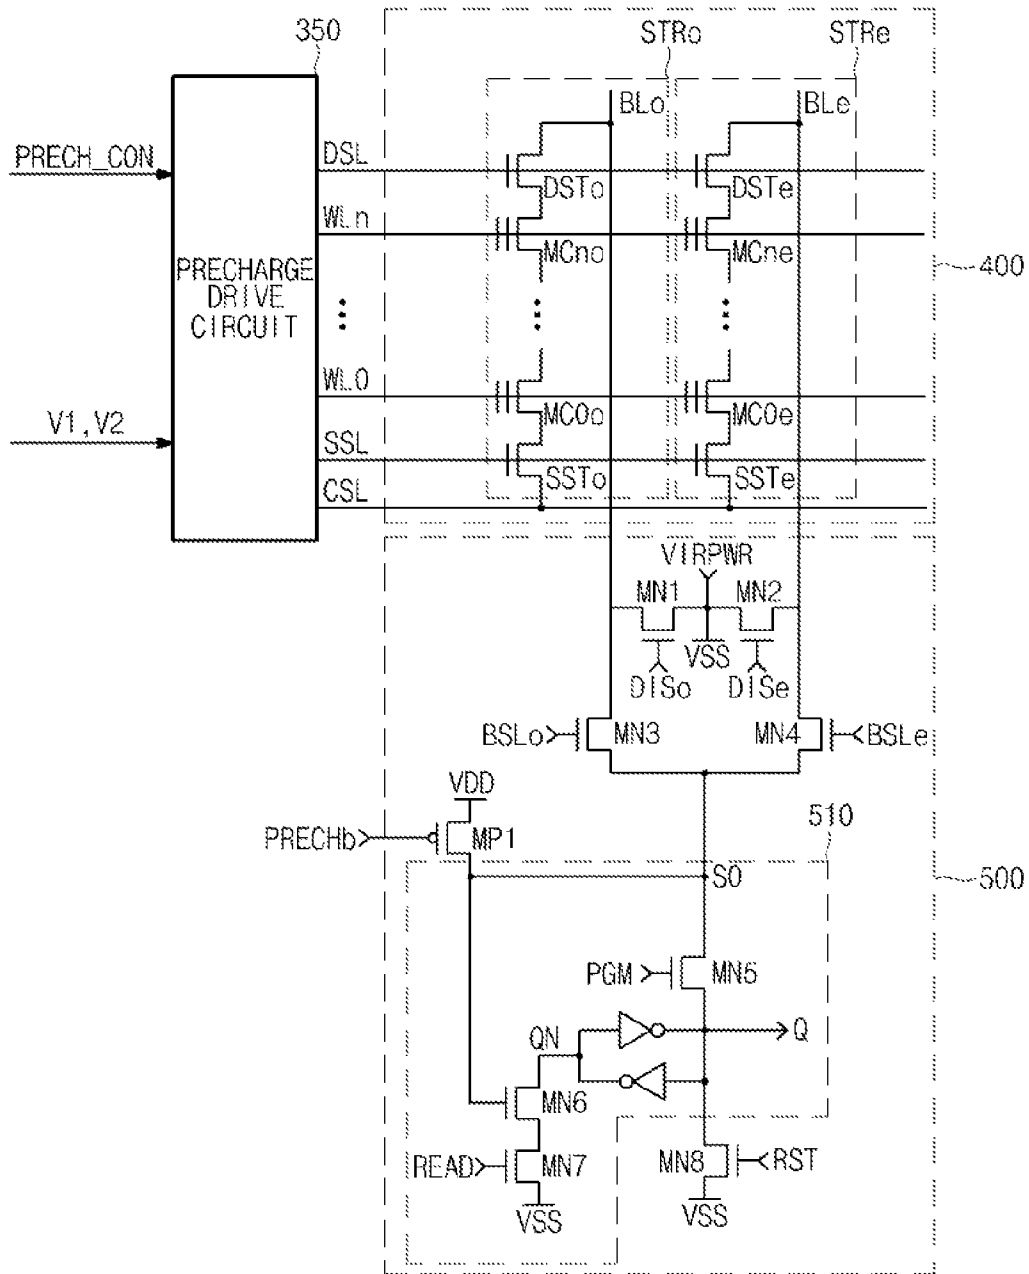 350
STRo
STRe
BLo
BLe
PRECH_CON
DSL
DSTo
DSTe
WLn
MCno
MCne
400
PRECHARGE
DRIVE
CIRCUIT
WL0
MC0o
MC0e
V1,V2
SSL
SSTo
SSTe
CSL
VIRPWR
MN1
MN2
VSS
DISo
DISe
BSLo
MN3
MN4
BSLe
VDD
510
PRECHb
MP1
SO
500
PGM
MN5
QN
Q
MN6
READ
MN7
MN8
RST
VSS
VSS